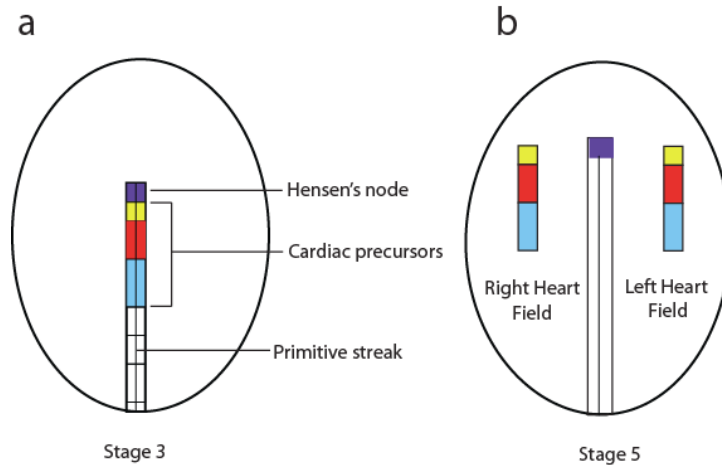 a
b
Hensen's node
Cardiac precursors
Primitive streak
Right Heart
Field
Left Heart
Field
Stage 3
Stage 5